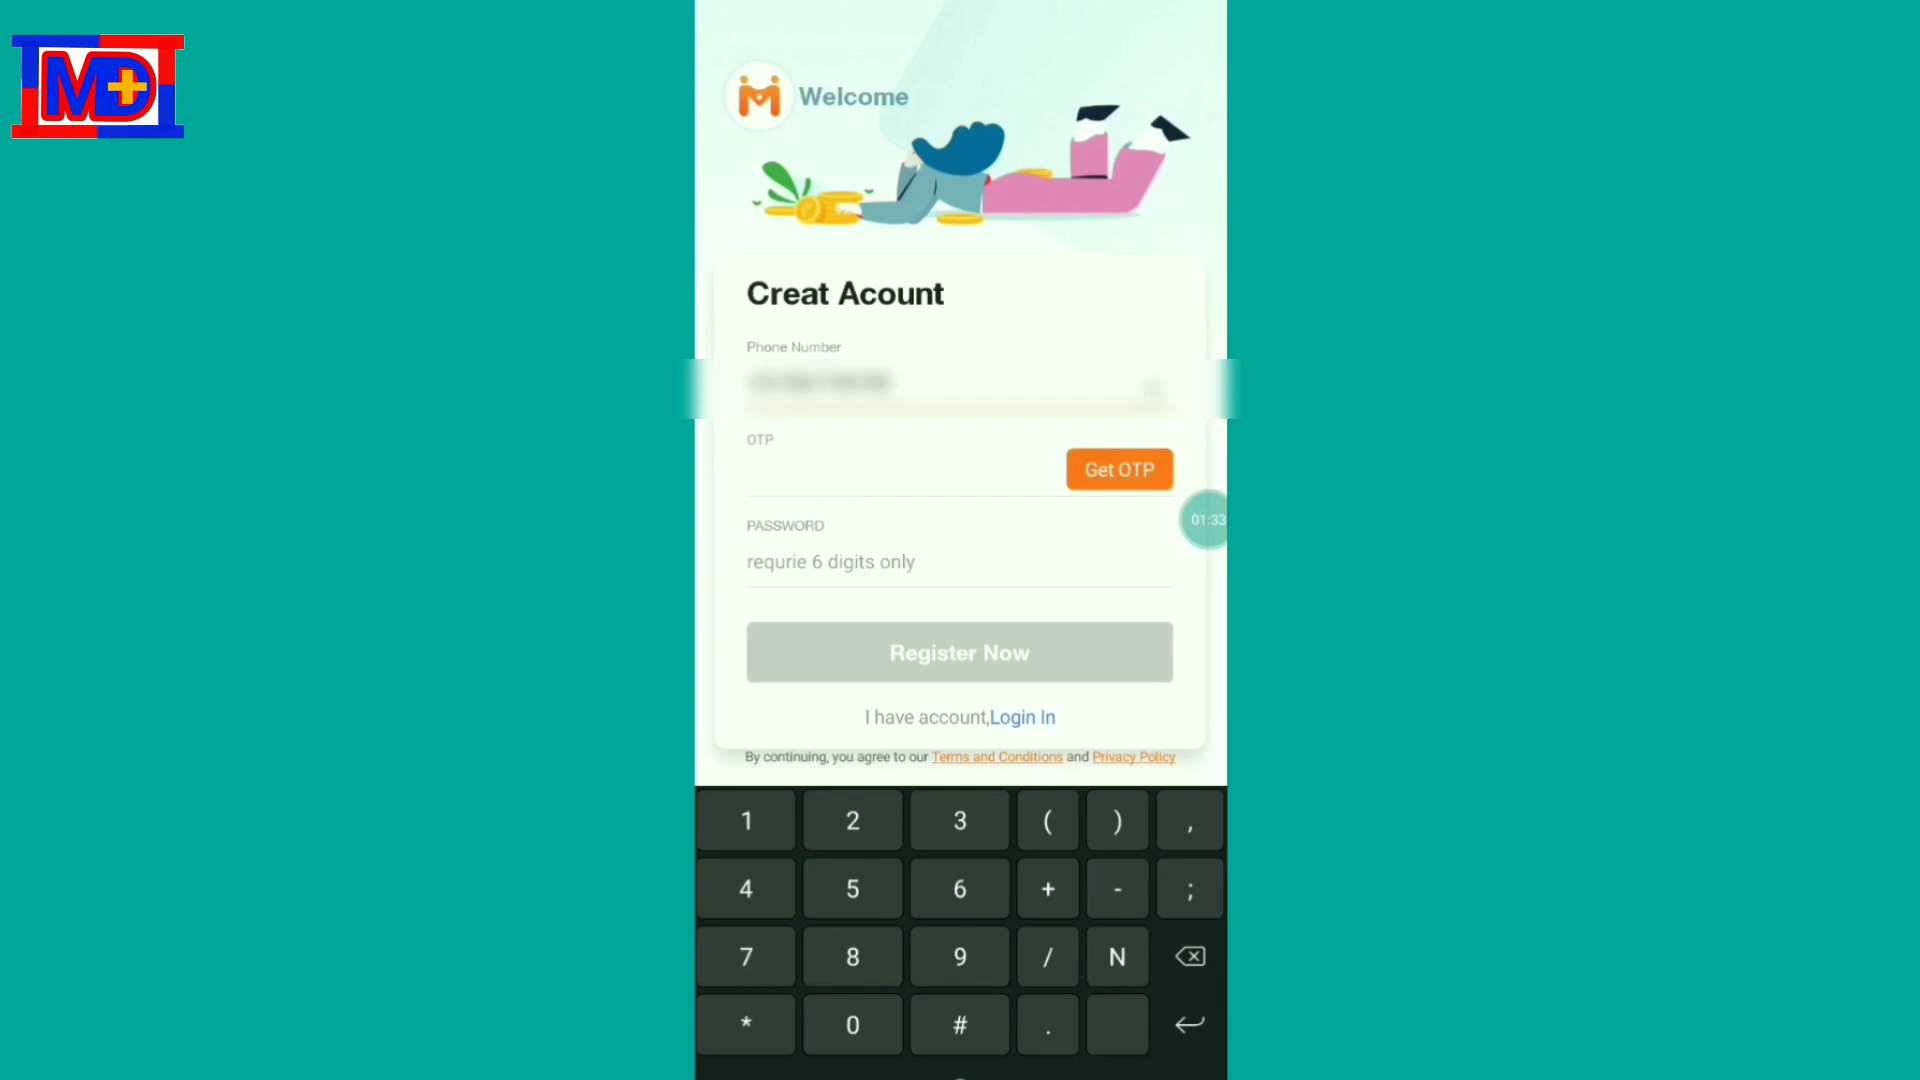 MD+
Welcome
Creat Acount
Phone Number
OTP
Get OTP
01:33
PASSWORD
requrie 6 digits only
Register Now
I have account,Login In
By continuing, you agree to our Terms and Conditions and Privacy Policy
1 2 3 ( ) ,
4 5 6 + - ;
7 8 9 / N
* 0 # .